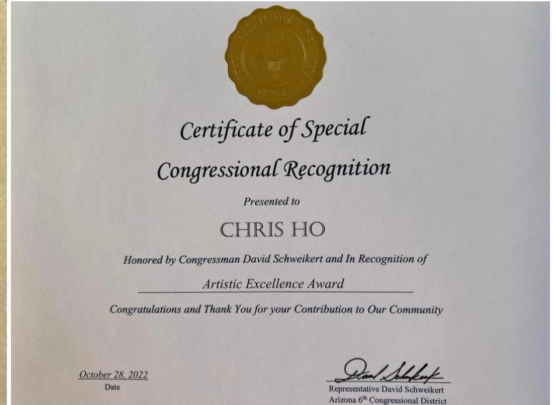 Certificate of Special
Congressional Recognition
Presented to
CHRIS HO
Honored by Congressman David Schweikert and In Recognition of
Artistic Excellence Award
Congratulations and Thank You for your Contribution to Our Community
October 28, 2022
Date
Representative David Schweikert
Arizona 6th Congressional District